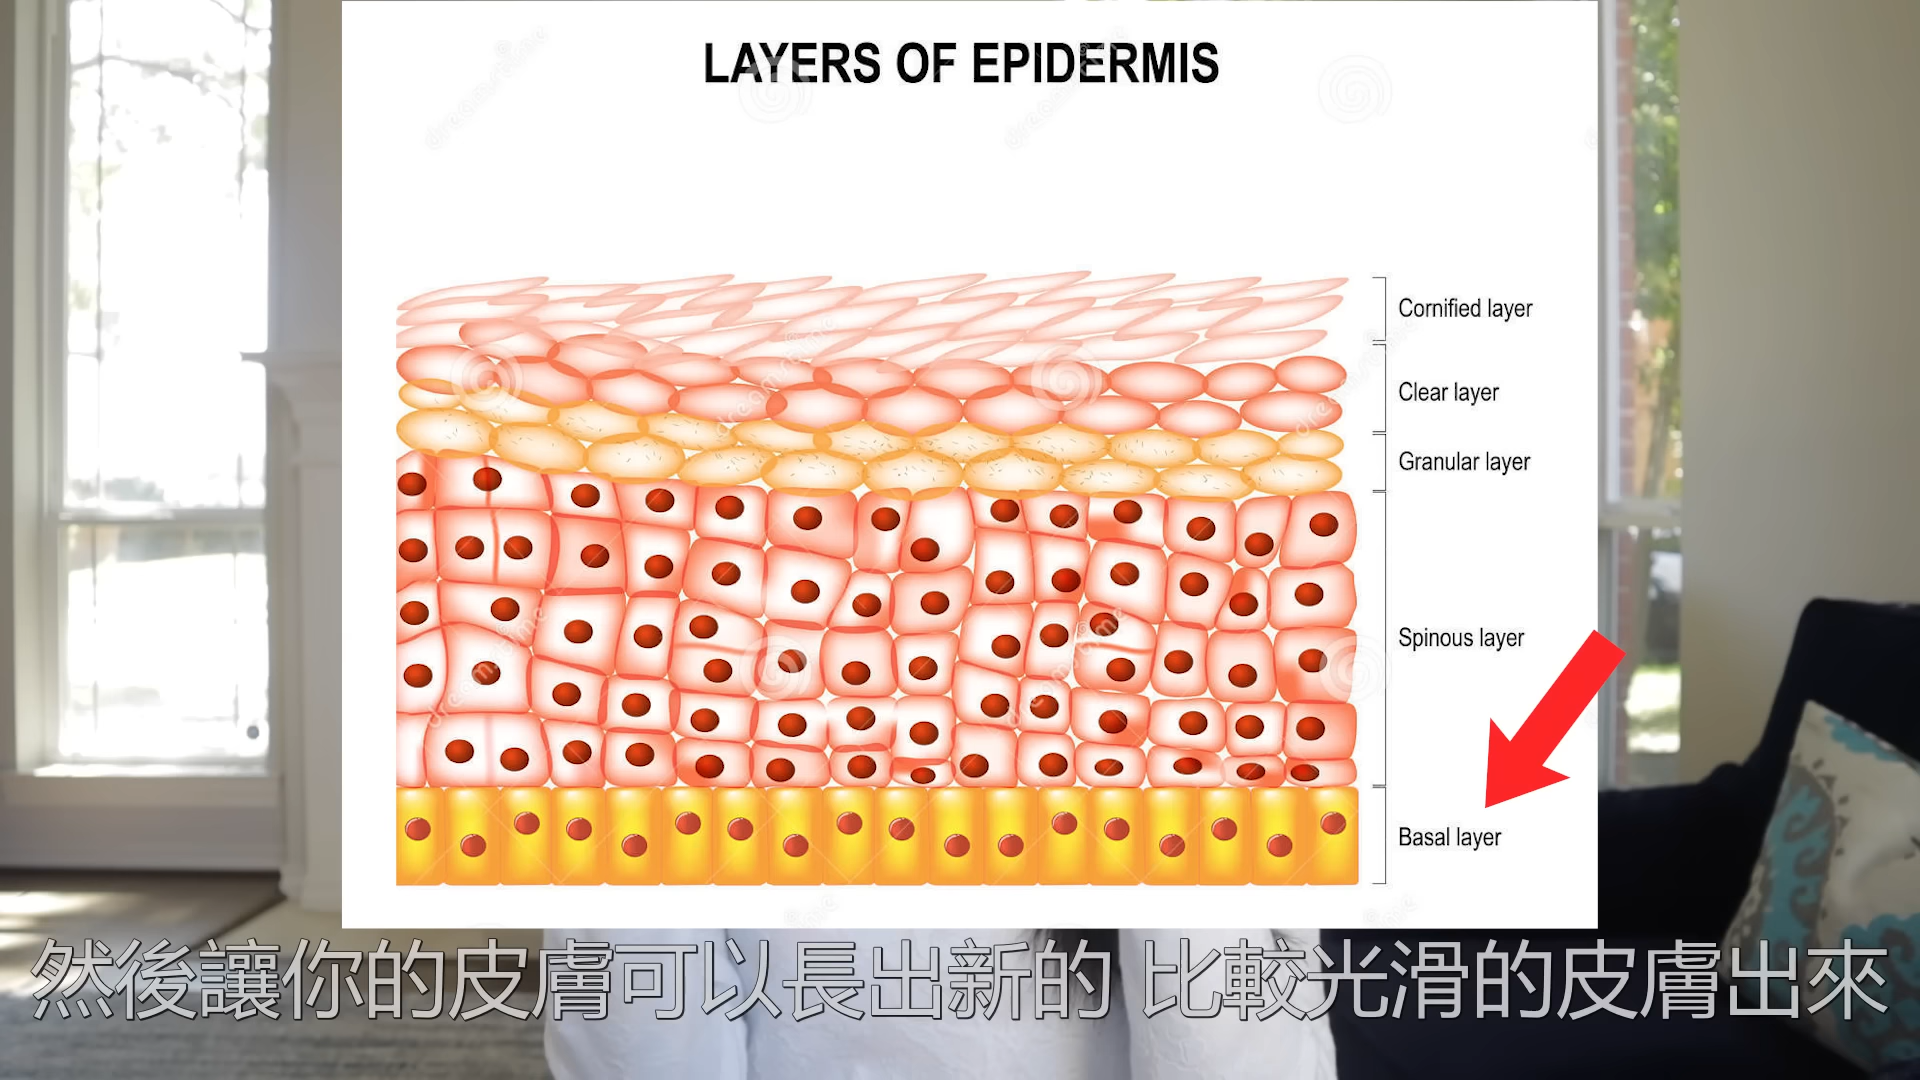 LAYERS OF EPIDERMIS
Cornified layer
Clear layer
Granular layer
Spinous layer
Basal layer
dreamstime
然後讓你的皮膚可以長出新的 比較光滑的皮膚出來